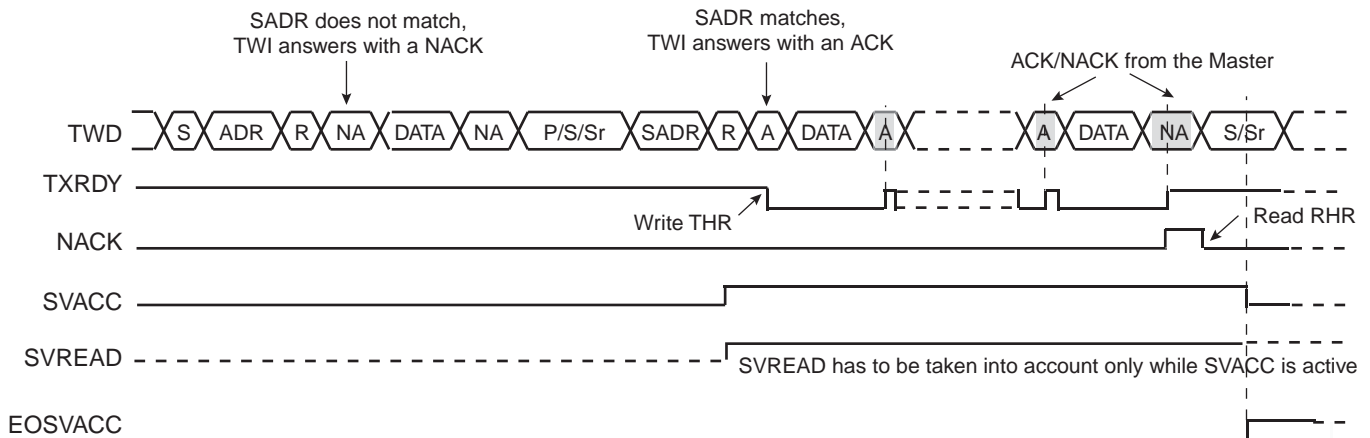 SADR does not match,
TWI answers with a NACK
SADR matches,
TWI answers with an ACK
ACK/NACK from the Master
TWD S ADR R NA DATA NA P/S/Sr SADR R A DATA A A DATA NA S/Sr
TXRDY
Write THR
Read RHR
NACK
SVACC
SVREAD
SVREAD has to be taken into account only while SVACC is active
EOSVACC